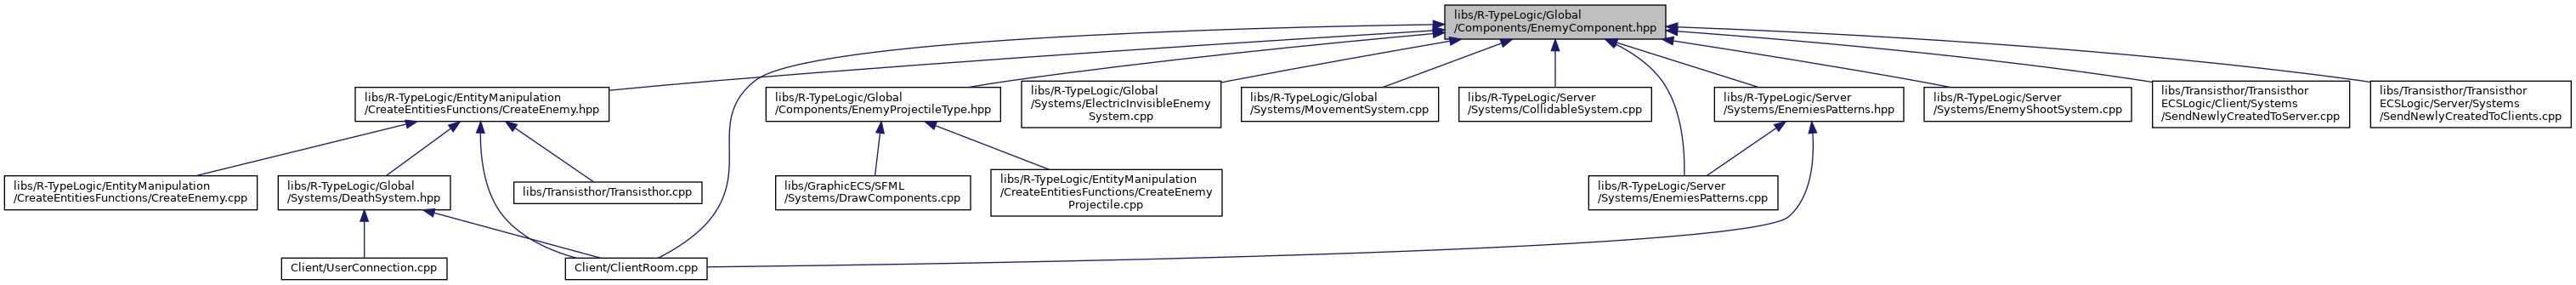 libs/R-TypeLogic/Global
/Components/EnemyComponent.hpp
libs/R-TypeLogic/EntityManipulation
/CreateEntitiesFunctions/CreateEnemy.hpp
libs/R-TypeLogic/Global
/Components/EnemyProjectileType.hpp
libs/R-TypeLogic/Global
/Systems/ElectricInvisibleEnemy
System.cpp
libs/R-TypeLogic/Global
/Systems/MovementSystem.cpp
libs/R-TypeLogic/Server
/Systems/CollidableSystem.cpp
libs/R-TypeLogic/Server
/Systems/EnemiesPatterns.hpp
libs/R-TypeLogic/Server
/Systems/EnemyShootSystem.cpp
libs/Transisthor/Transisthor
ECSLogic/Client/Systems
/SendNewlyCreatedToServer.cpp
libs/Transisthor/Transisthor
ECSLogic/Server/Systems
/SendNewlyCreatedToClients.cpp
libs/R-TypeLogic/EntityManipulation
/CreateEntitiesFunctions/CreateEnemy.cpp
libs/R-TypeLogic/Global
/Systems/DeathSystem.hpp
libs/Transisthor/Transisthor.cpp
libs/GraphicECS/SFML
/Systems/DrawComponents.cpp
libs/R-TypeLogic/EntityManipulation
/CreateEntitiesFunctions/CreateEnemy
Projectile.cpp
libs/R-TypeLogic/Server
/Systems/EnemiesPatterns.cpp
Client/UserConnection.cpp
Client/ClientRoom.cpp